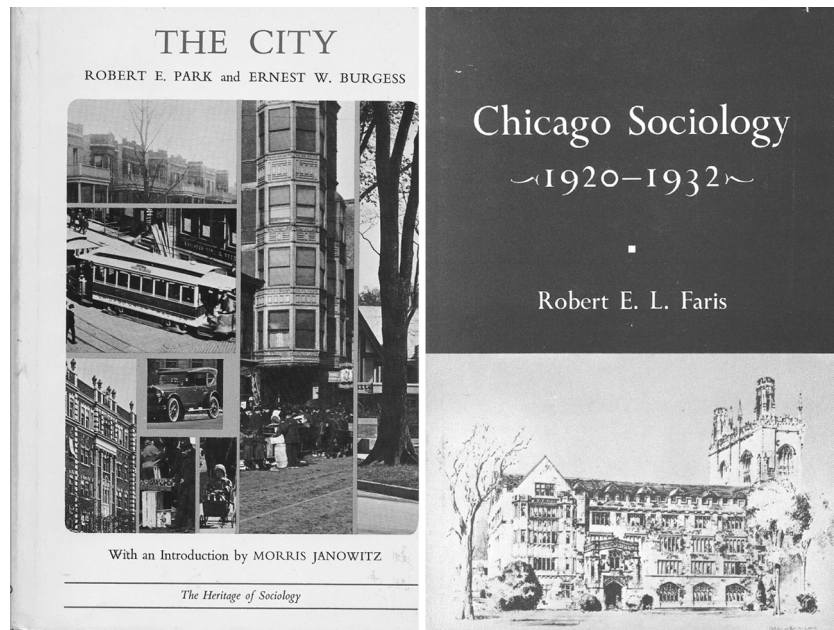 THE CITY
ROBERT E. PARK and ERNEST W. BURGESS
With an Introduction by MORRIS JANOWITZ
The Heritage of Sociology
Chicago Sociology
1920–1932
Robert E. L. Faris